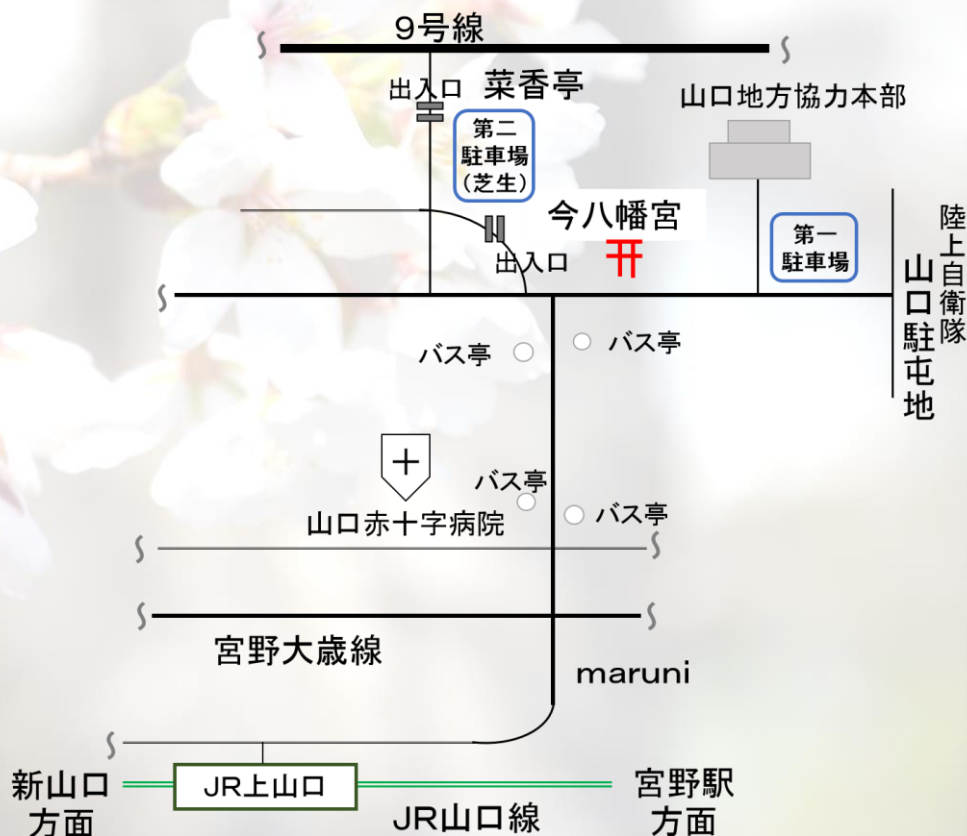 9号線
出入口
菜香亭
山口地方協力本部
第二
駐車場
(芝生)
今八幡宮
出入口
第一
駐車場
陸上自衛隊
山口駐屯地
バス亭
バス亭
バス亭
バス亭
山口赤十字病院
宮野大歳線
maruni
新山口
方面
JR上山口
JR山口線
宮野駅
方面